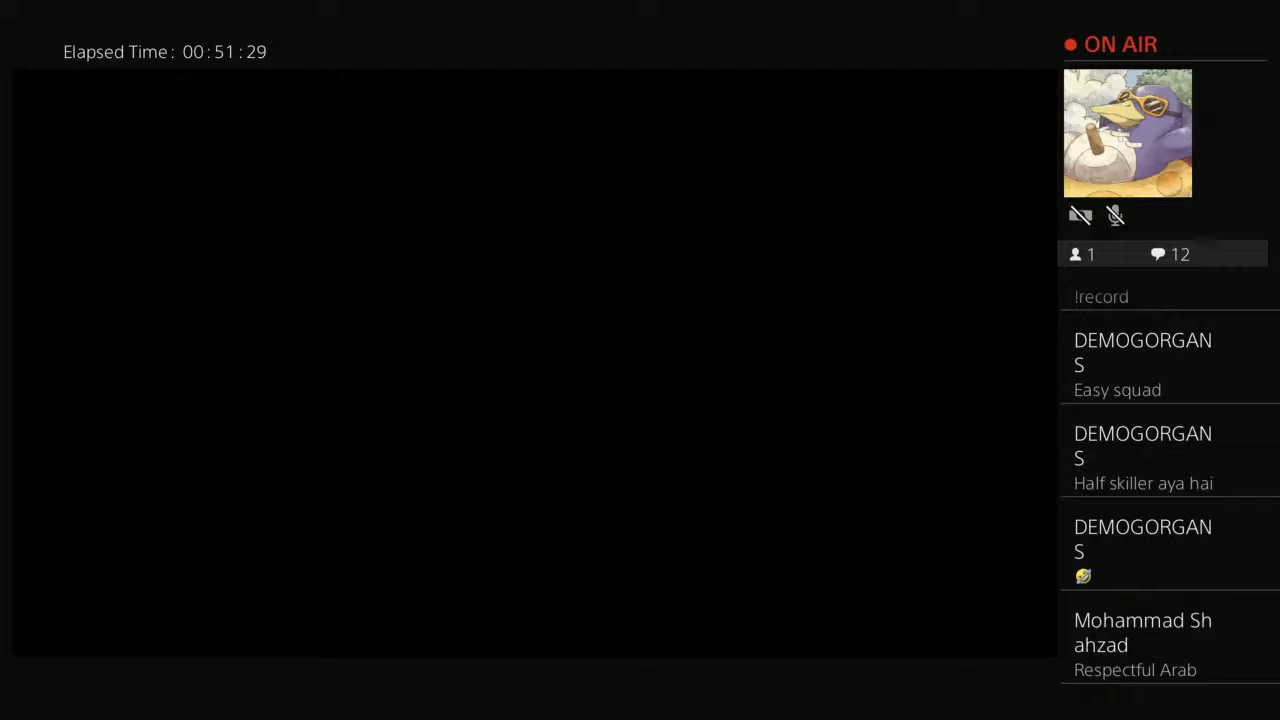 Elapsed Time: 00:51:29
ON AIR
1 12
!record
DEMOGORGAN
S
Easy squad
DEMOGORGAN
S
Half skiller aya hai
DEMOGORGAN
S
🤣
Mohammad Sh
ahzad
Respectful Arab